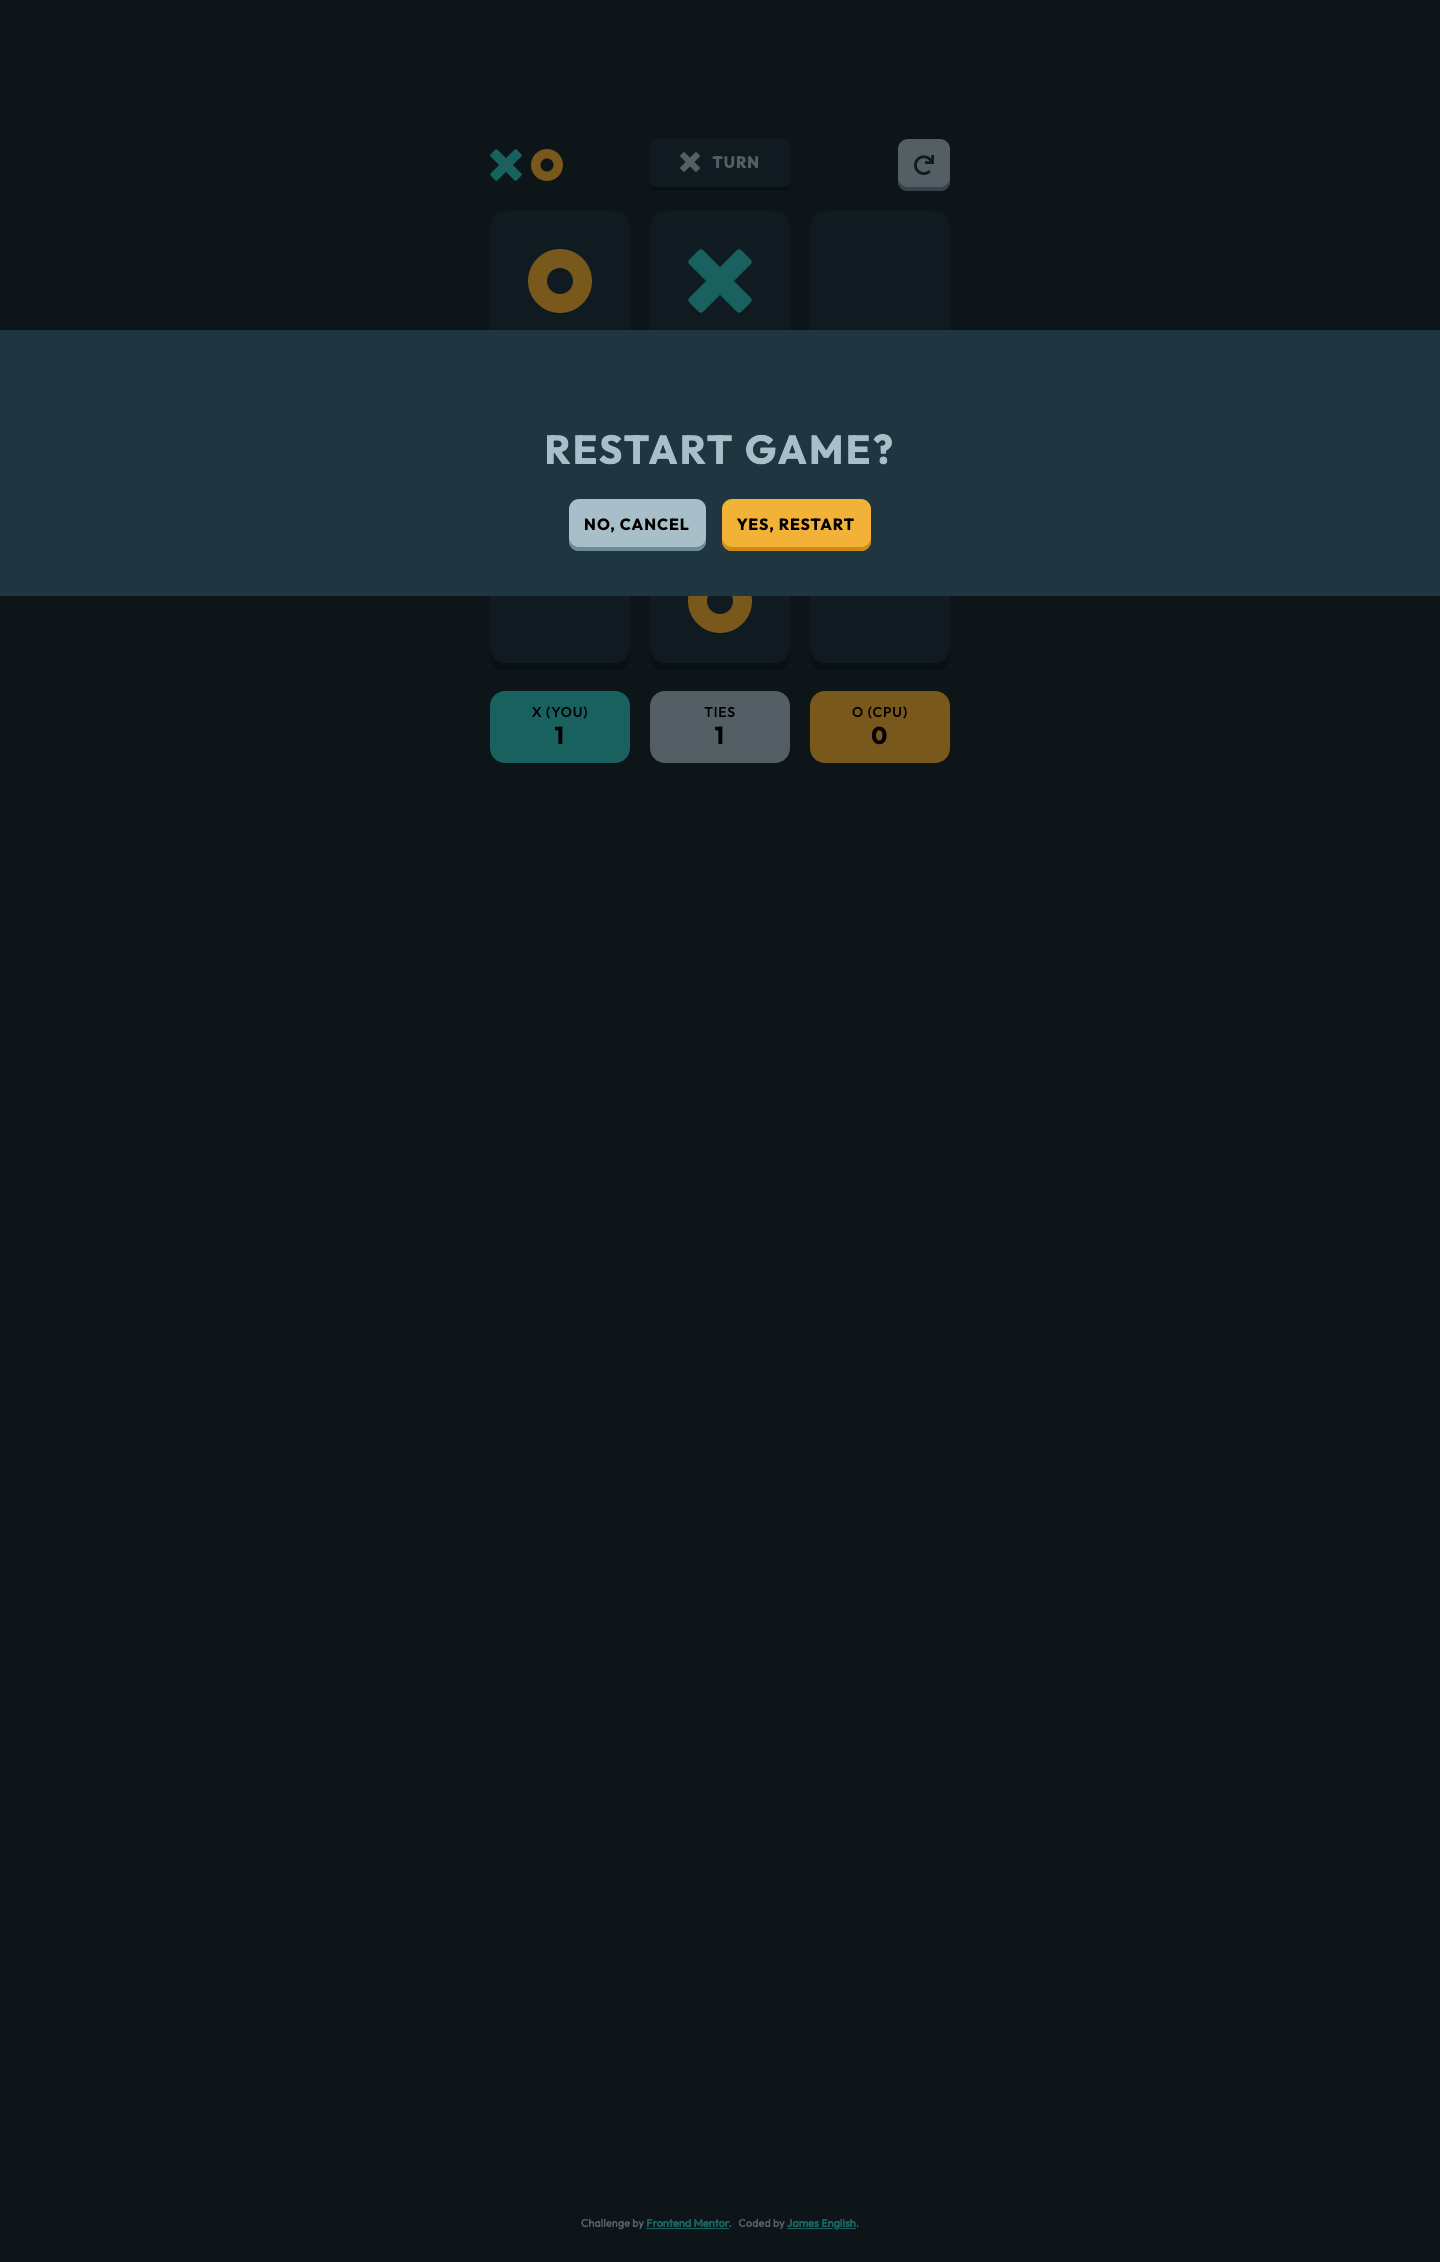 TURN
RESTART GAME?
NO, CANCEL
YES, RESTART
X (YOU)
1
TIES
1
O (CPU)
0
Challenge by Frontend Mentor. Coded by James English.